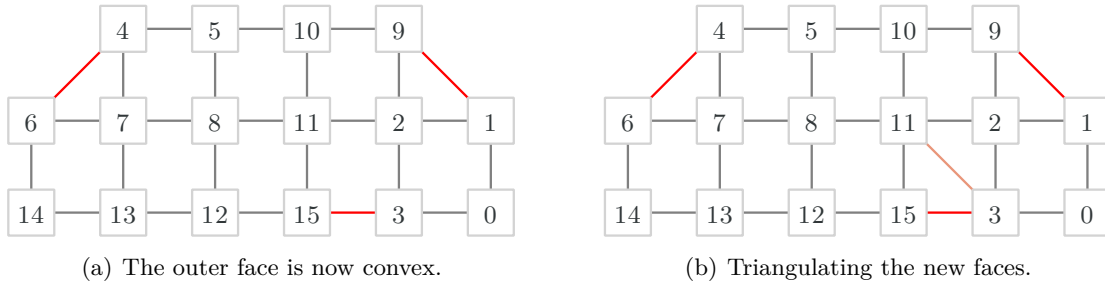 4 5 10 9 4 5 10 9
6 7 8 11 2 1 6 7 8 11 2 1
14 13 12 15 3 0 14 13 12 15 3 0
(a) The outer face is now convex. (b) Triangulating the new faces.